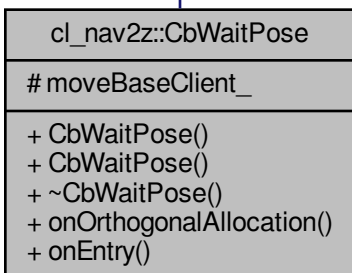 cl_nav2z::CbWaitPose
# moveBaseClient_
+ CbWaitPose()
+ CbWaitPose()
+ ~CbWaitPose()
+ onOrthogonalAllocation()
+ onEntry()